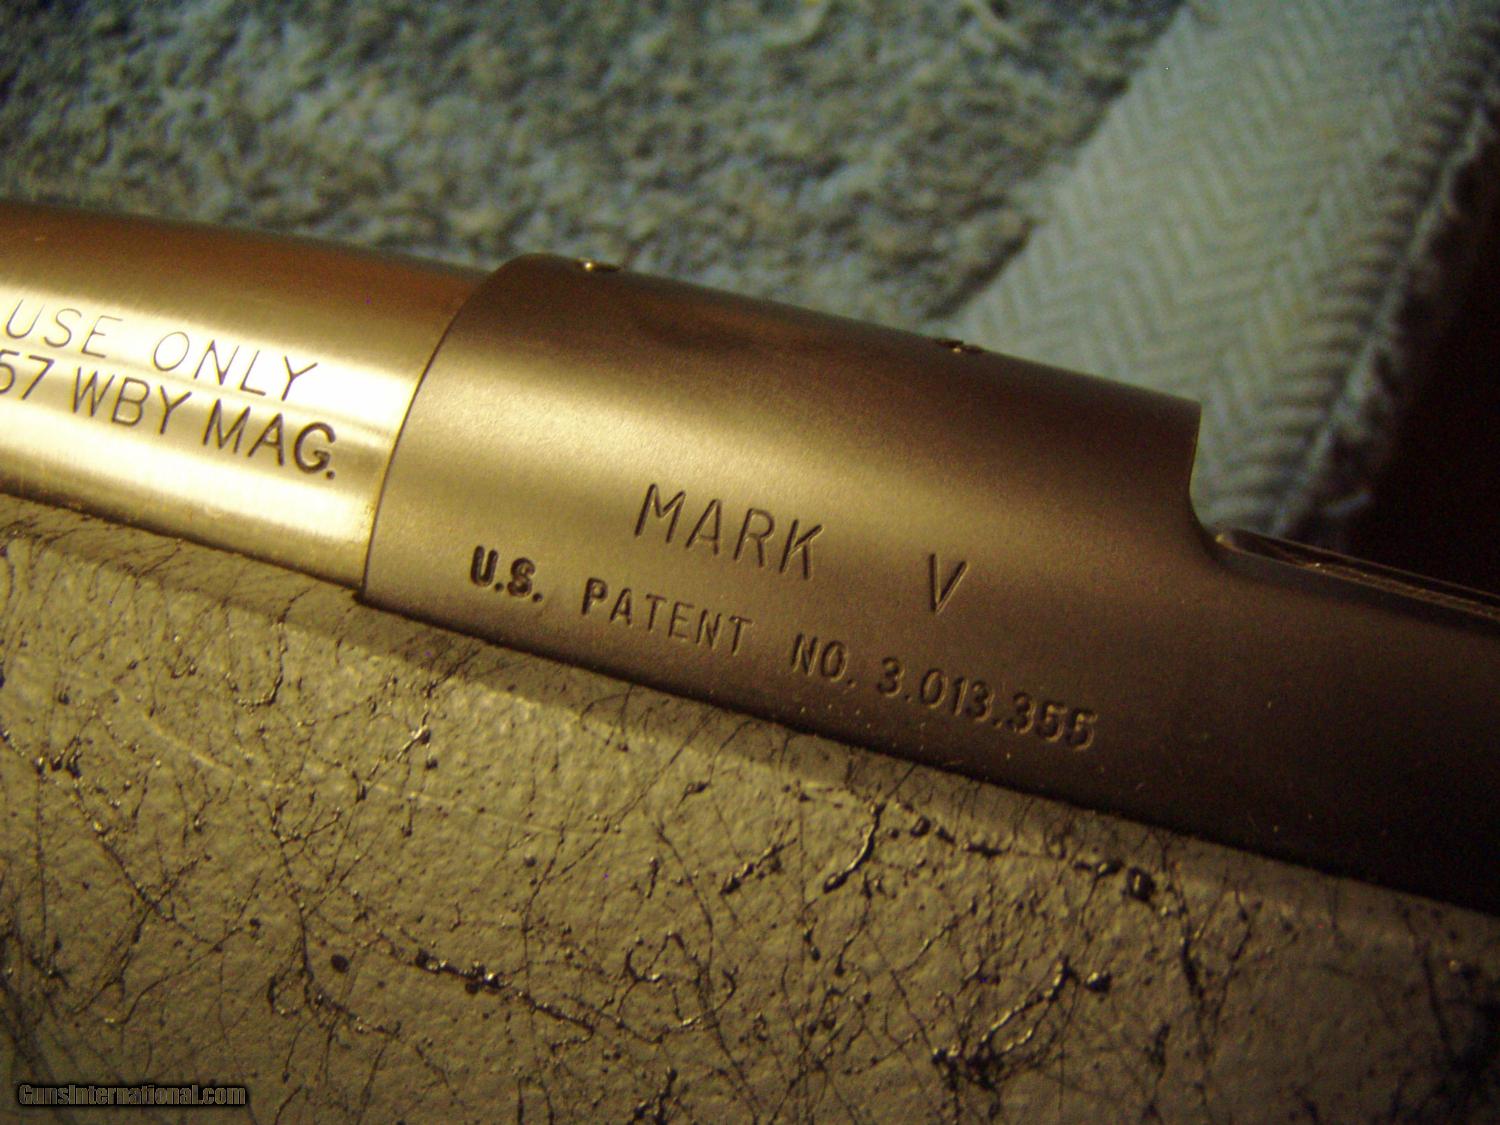 USE ONLY
57 WBY MAG.
MARK V
U.S. PATENT NO. 3.013.355
GunsInternational.com